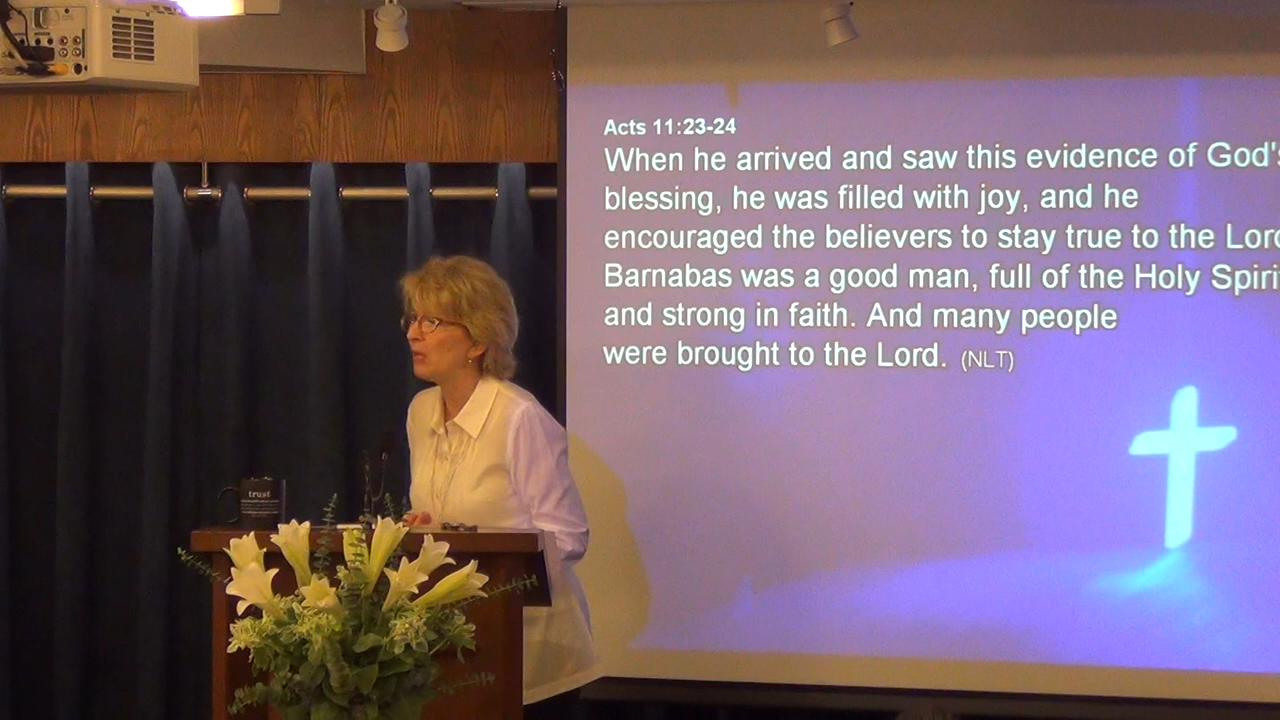 Acts 11:23-24
When he arrived and saw this evidence of God's
blessing, he was filled with joy, and he
encouraged the believers to stay true to the Lord
Barnabas was a good man, full of the Holy Spiri
and strong in faith. And many people
were brought to the Lord. (NLT)
trust